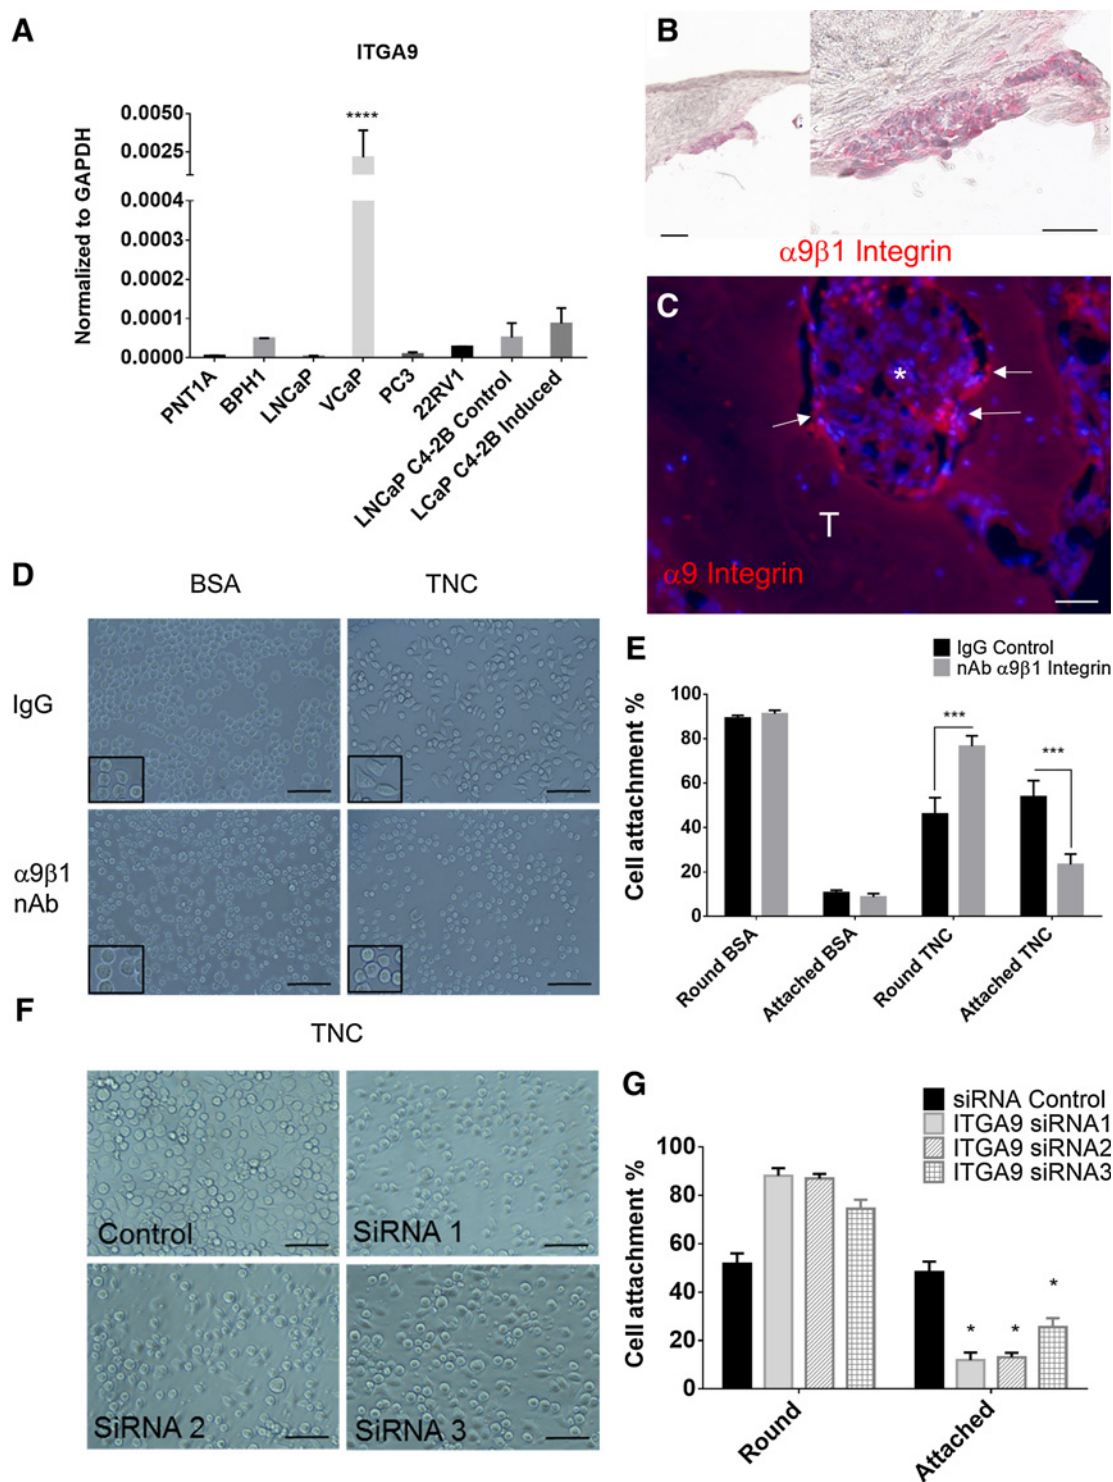 A
ITGA9
Normalized to GAPDH
0.0050
0.0025
0.0004
0.0003
0.0002
0.0001
0.0000
****
PNT1A
BPH1
LNCaP
VCaP
PC3
22RV1
LNCaP C4-2B Control
LCaP C4-2B Induced
B
α9β1 Integrin
C
*
T
α9 Integrin
D
BSA
TNC
IgG
α9β1
nAb
E
IgG Control
nAb α9β1 Integrin
Cell attachment %
100
80
60
40
20
0
***
***
Round BSA
Attached BSA
Round TNC
Attached TNC
F
TNC
Control
SiRNA 1
SiRNA 2
SiRNA 3
G
siRNA Control
ITGA9 siRNA1
ITGA9 siRNA2
ITGA9 siRNA3
Cell attachment %
100
80
60
40
20
0
*
*
*
Round
Attached